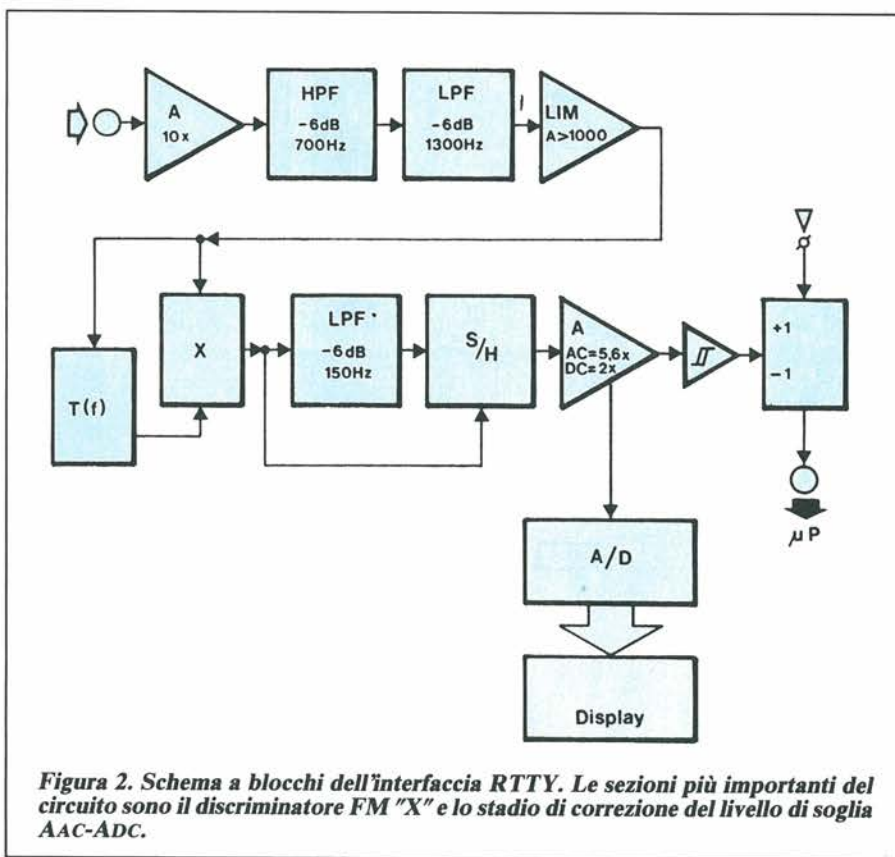 A
10x
HPF
-6dB
700Hz
LPF
-6dB
1300Hz
LIM
A>1000
T(f)
X
LPF
-6dB
150Hz
S/H
A
AC=5,6x
DC=2x
+1
-1
μP
A/D
Display
Figura 2. Schema a blocchi dell'interfaccia RTTY. Le sezioni più importanti del
circuito sono il discriminatore FM "X" e lo stadio di correzione del livello di soglia
AAC-ADC.